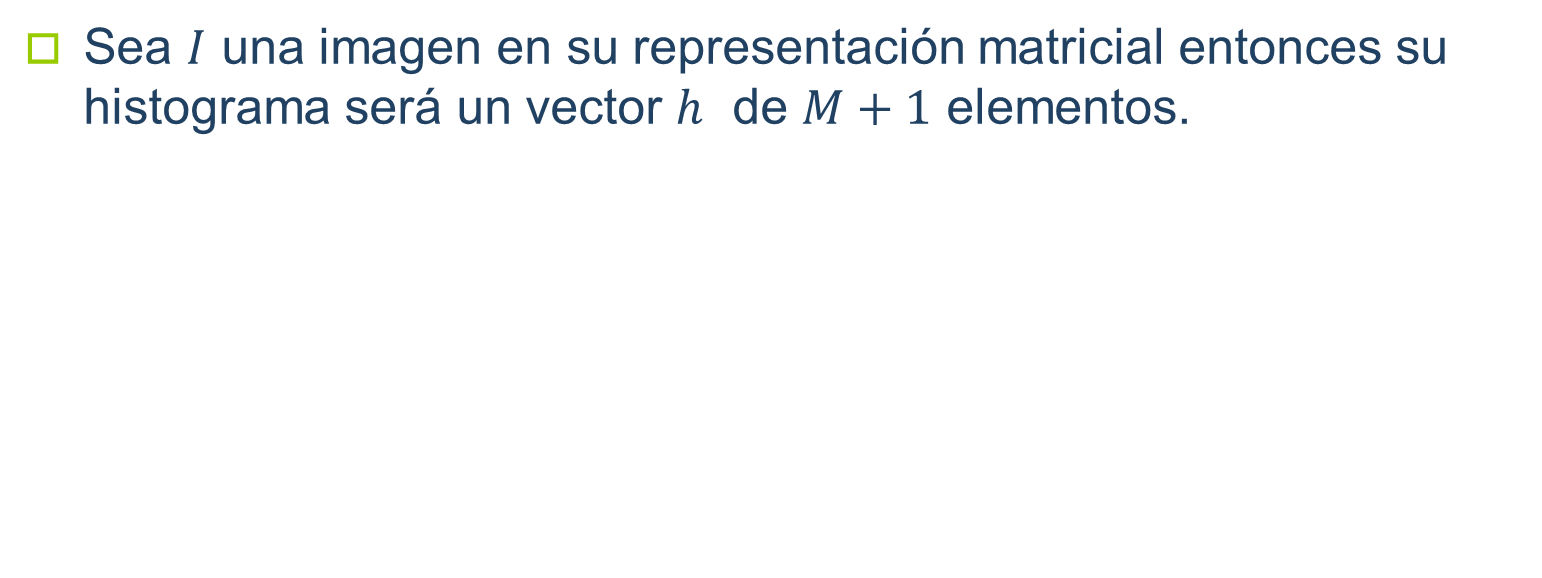 Sea 𝐼 una imagen en su representación matricial entonces su
histograma será un vector ℎ de 𝑀 + 1 elementos.